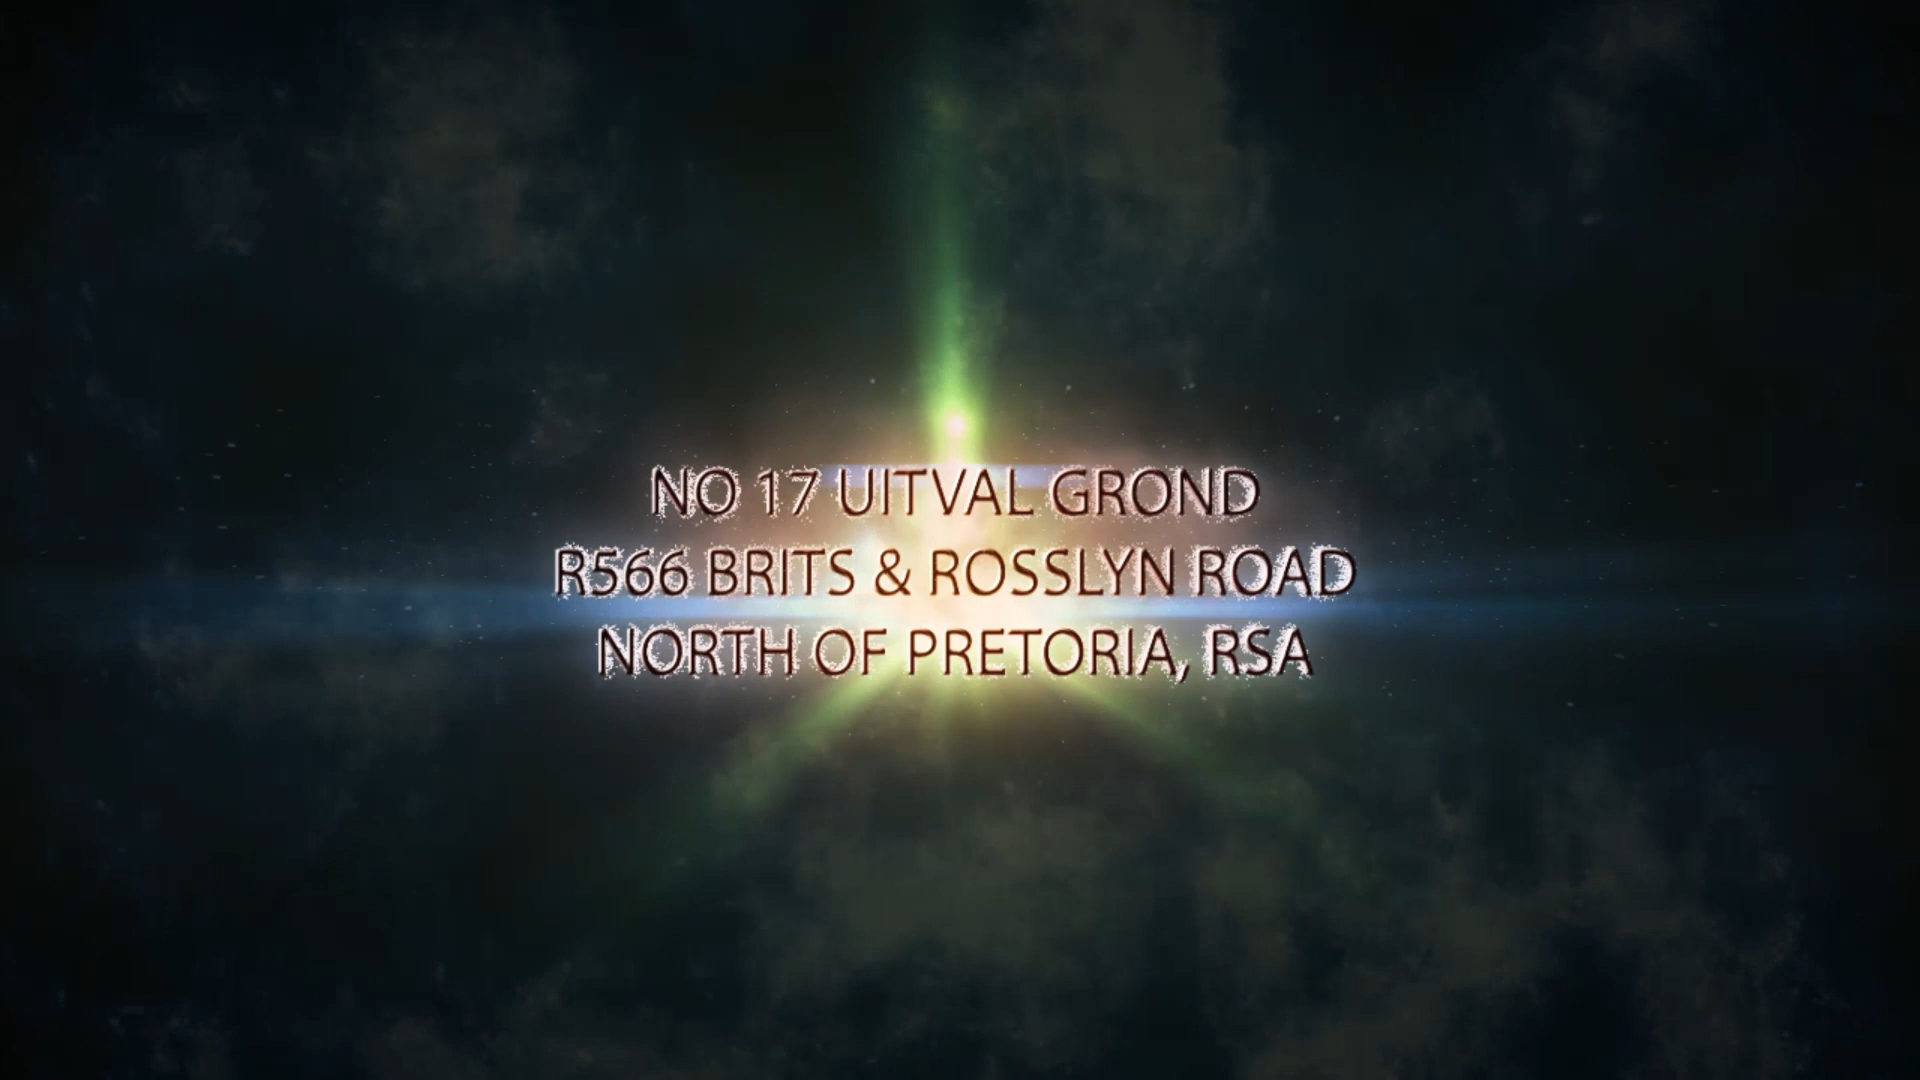 NO 17 UITVAL GROND
R566 BRITS & ROSSLYN ROAD
NORTH OF PRETORIA, RSA